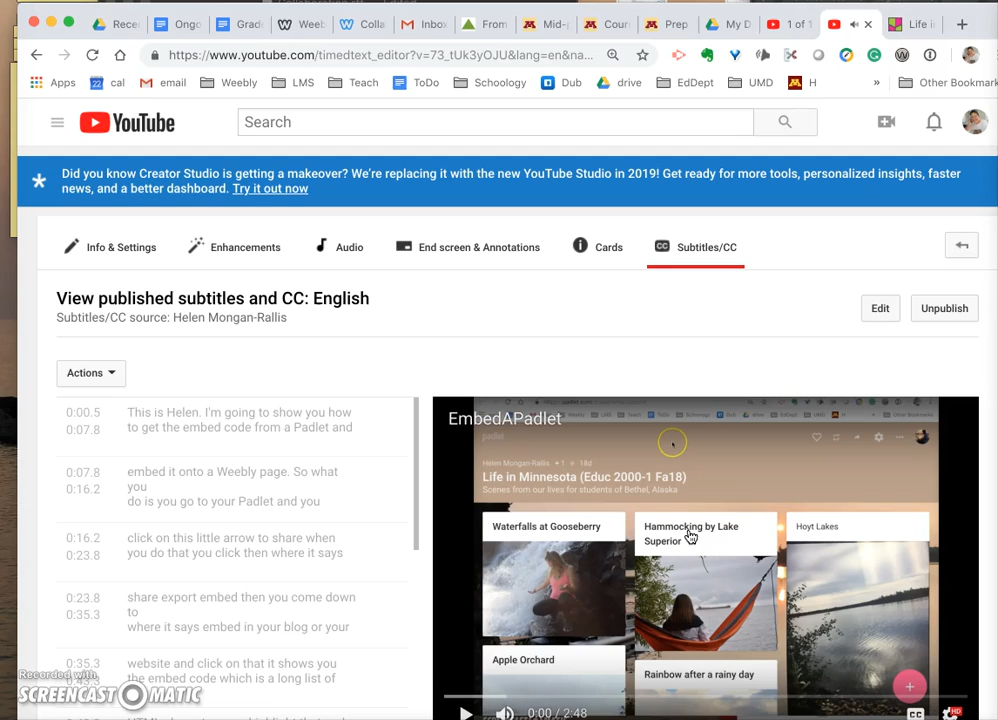 Rece
Ongo
Grade
Weeb
Colla
Inbox
From
Mid-
Cour
Prep
My D
1 of 1
Life i
https://www.youtube.com/timedtext_editor?v=73_tUk3yOJU&lang=en&na...
Apps
22 cal
email
Weebly
LMS
Teach
ToDo
Schoology
Dub
drive
EdDept
UMD
H
»
Other Bookmark
YouTube
Search
Did you know Creator Studio is getting a makeover? We're replacing it with the new YouTube Studio in 2019! Get ready for more tools, personalized insights, faster
news, and a better dashboard. Try it out now
Info & Settings
Enhancements
Audio
End screen & Annotations
Cards
CC Subtitles/CC
View published subtitles and CC: English
Subtitles/CC source: Helen Mongan-Rallis
Edit
Unpublish
Actions
0:00.5
0:07.8
This is Helen. I'm going to show you how
to get the embed code from a Padlet and
0:07.8
0:16.2
embed it onto a Weebly page. So what
you
do is you go to your Padlet and you
0:16.2
0:23.8
click on this little arrow to share when
you do that you click then where it says
0:23.8
0:35.3
share export embed then you come down
to
where it says embed in your blog or your
0:35.3
0:43.3
website and click on that it shows you
the embed code which is a long list of
EmbedAPadlet
padlet
Helen Mongan-Rallis +1 18d
Life in Minnesota (Educ 2000-1 Fa18)
Scenes from our lives for students of Bethel, Alaska
Waterfalls at Gooseberry
Hammocking by Lake
Superior
Hoyt Lakes
Apple Orchard
Rainbow after a rainy day
0:00 / 2:48
CC
HD
Recorded with
SCREENCAST-O-MATIC